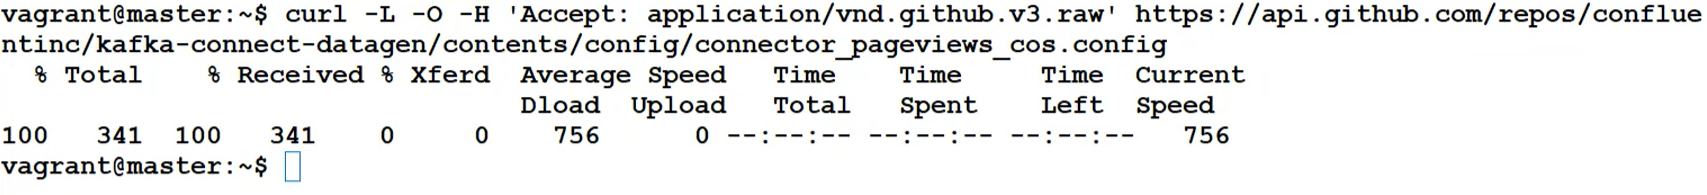 vagrant@master:~$ curl -L -O -H 'Accept: application/vnd.github.v3.raw' https://api.github.com/repos/conflue
ntinc/kafka-connect-datagen/contents/config/connector_pageviews_cos.config
% Total % Received % Xferd Average Speed Time Time Time Current
Dload Upload Total Spent Left Speed
100 341 100 341 0 0 756 0 --:--:-- --:--:-- --:--:-- 756
vagrant@master:~$